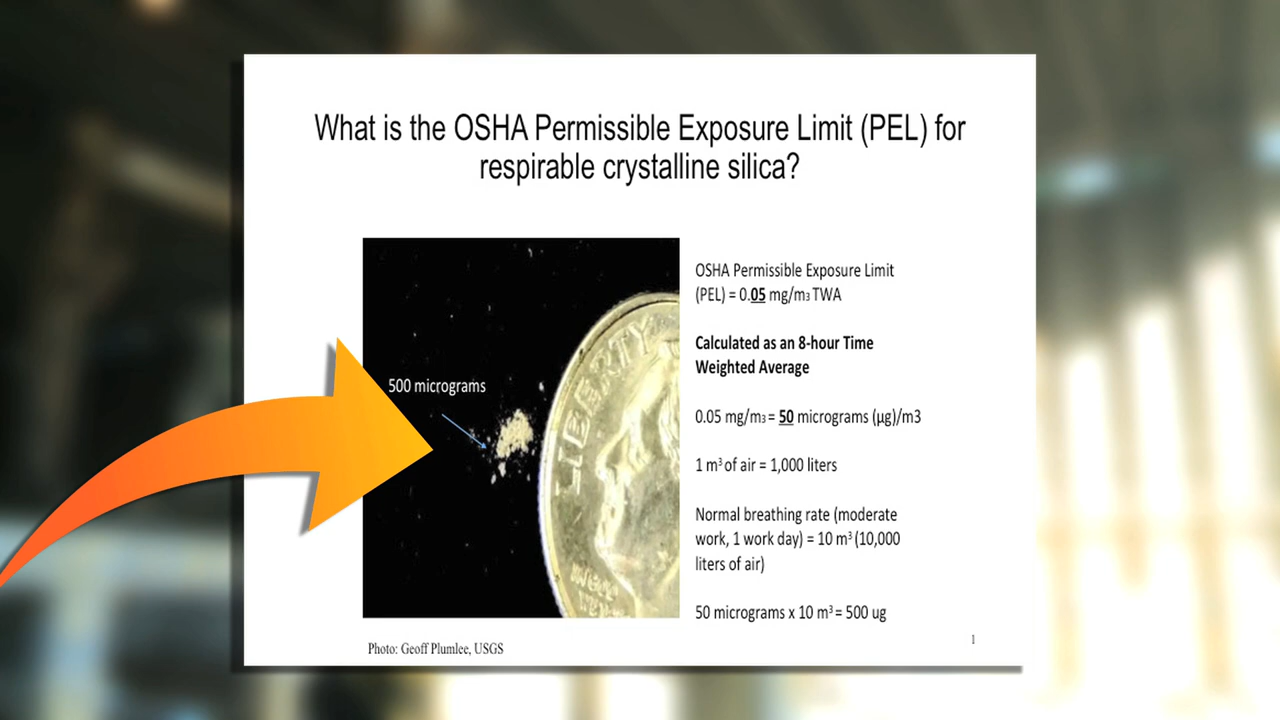 What is the OSHA Permissible Exposure Limit (PEL) for
respirable crystalline silica?
500 micrograms
LIBERTY
OSHA Permissible Exposure Limit
(PEL) = 0.05 mg/m3 TWA
Calculated as an 8-hour Time
Weighted Average
0.05 mg/m3 = 50 micrograms (µg)/m3
1 m³ of air = 1,000 liters
Normal breathing rate (moderate
work, 1 work day) = 10 m³ (10,000
liters of air)
50 micrograms x 10 m³ = 500 ug
Photo: Geoff Plumlee, USGS
1